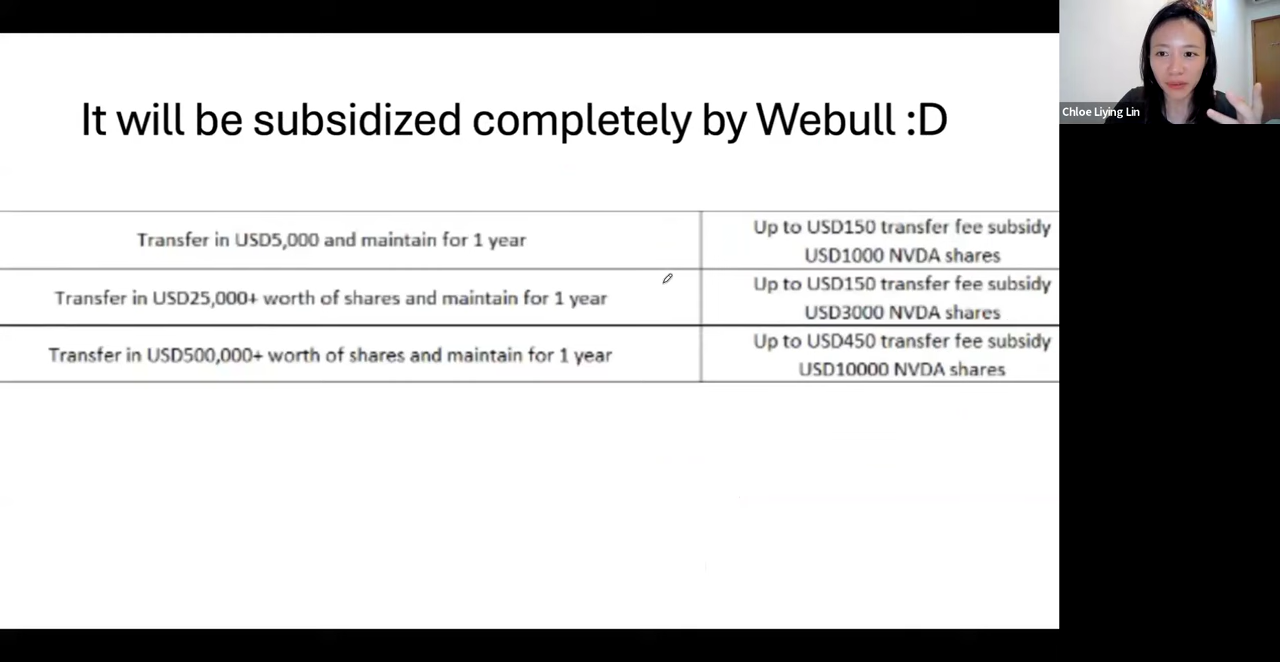 It will be subsidized completely by Webull :D
Chloe Liying Lin
Transfer in USD5,000 and maintain for 1 year
Up to USD150 transfer fee subsidy
USD1000 NVDA shares
Transfer in USD25,000+ worth of shares and maintain for 1 year
Up to USD150 transfer fee subsidy
USD3000 NVDA shares
Transfer in USD500,000+ worth of shares and maintain for 1 year
Up to USD450 transfer fee subsidy
USD10000 NVDA shares